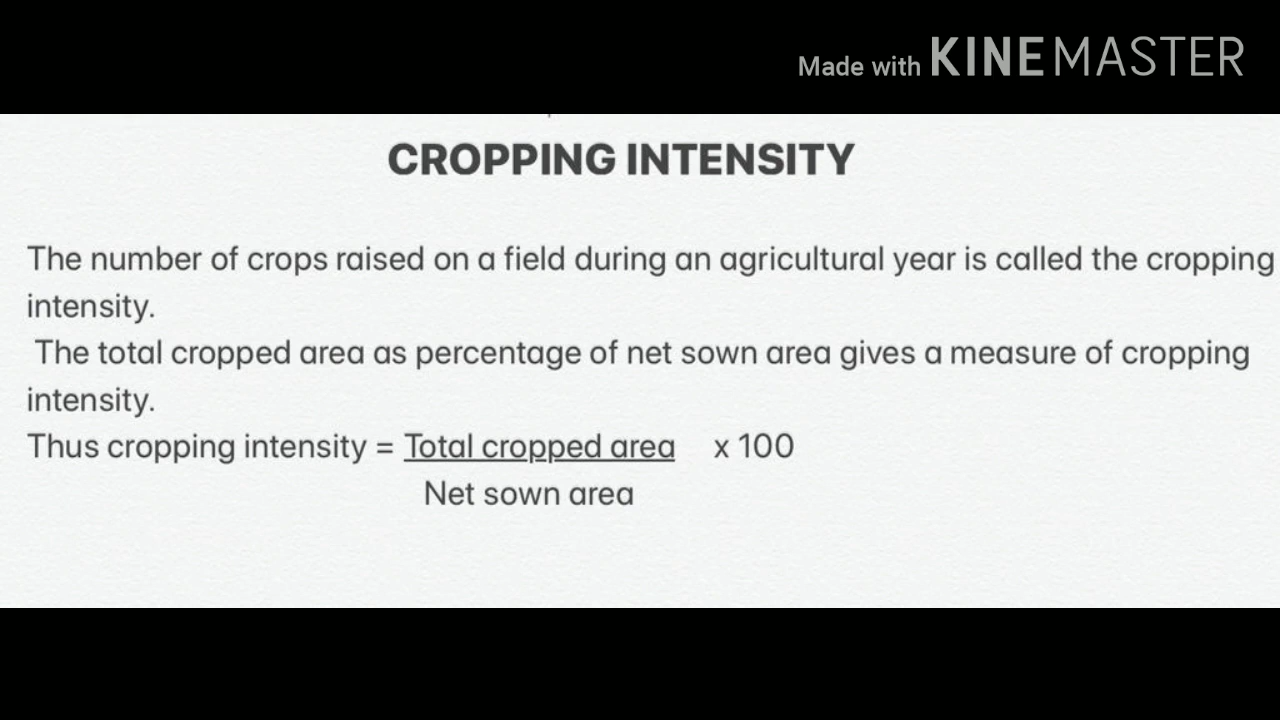 Made with KINEMASTER
CROPPING INTENSITY
The number of crops raised on a field during an agricultural year is called the cropping
intensity.
The total cropped area as percentage of net sown area gives a measure of cropping
intensity.
Thus cropping intensity = Total cropped area x 100
Net sown area